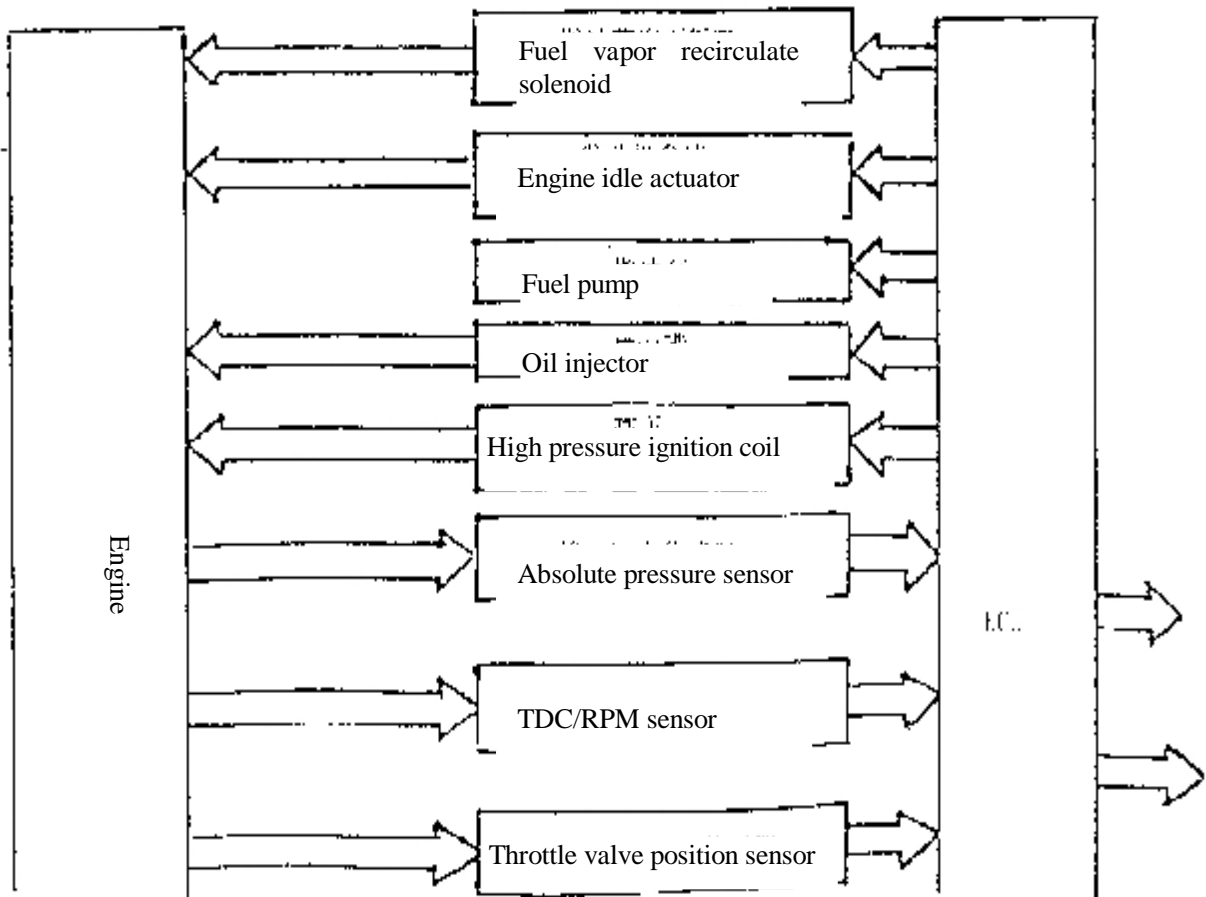 Fuel vapor recirculate
solenoid
Engine idle actuator
Fuel pump
Oil injector
High pressure ignition coil
Engine
Absolute pressure sensor
TDC/RPM sensor
Throttle valve position sensor